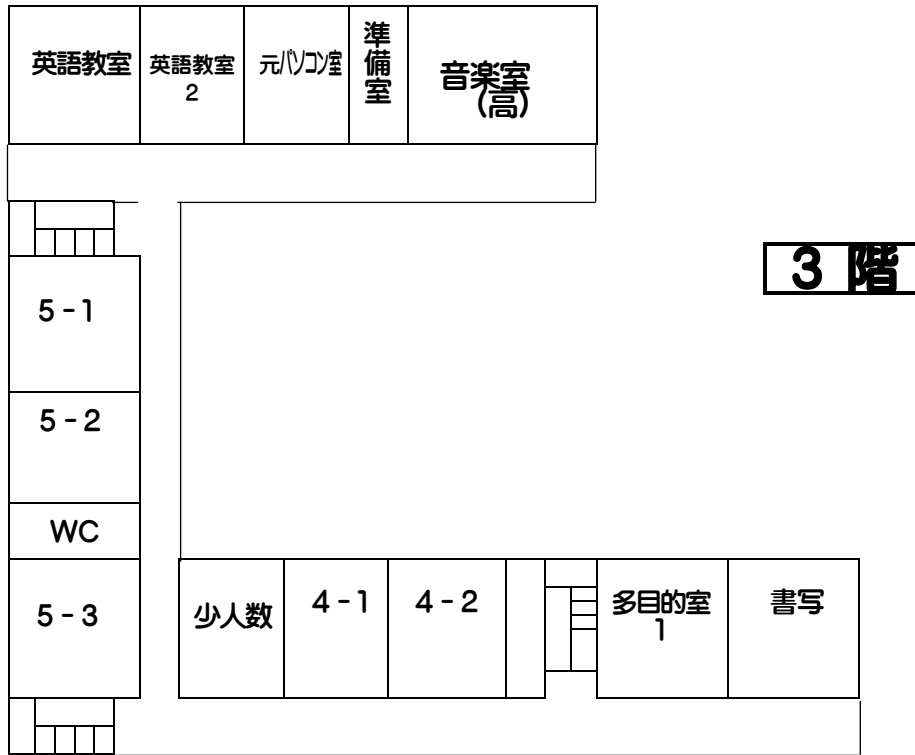 英語教室
英語教室
2
元パソコン室
準備室
音楽室
(高)
3 階
5-1
5-2
WC
5-3
少人数
4-1
4-2
多目的室
1
書写